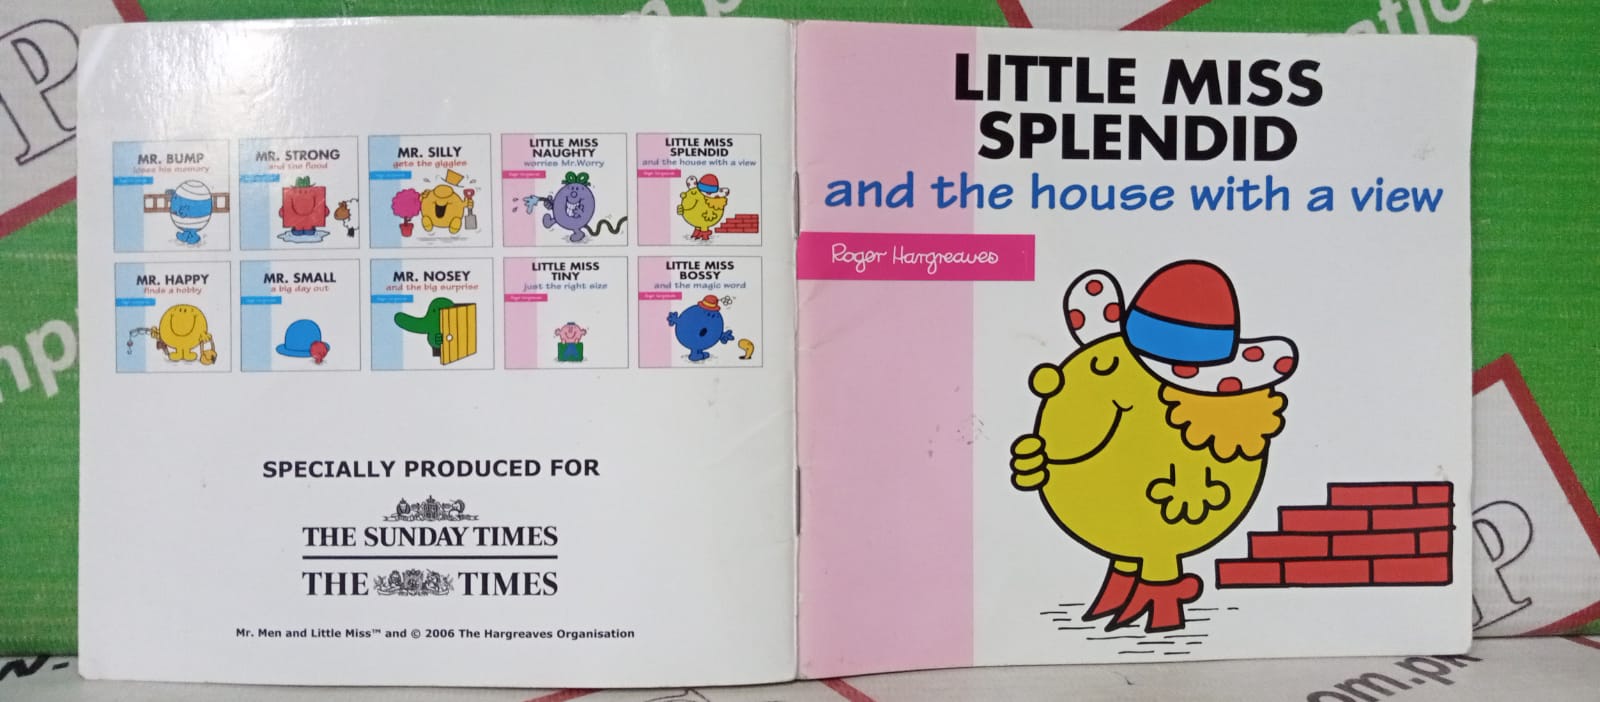 MR. BUMP
loses his memory
MR. STRONG
and the flood
MR. SILLY
gets the giggles
LITTLE MISS
NAUGHTY
worries Mr.Worry
LITTLE MISS
SPLENDID
and the house with a view
MR. HAPPY
finds a hobby
MR. SMALL
a big day out
MR. NOSEY
and the big surprise
LITTLE MISS
TINY
just the right size
LITTLE MISS
BOSSY
and the magic word
SPECIALLY PRODUCED FOR
THE SUNDAY TIMES
THE TIMES
Mr. Men and Little Miss™ and © 2006 The Hargreaves Organisation
LITTLE MISS
SPLENDID
and the house with a view
Roger Hargreaves